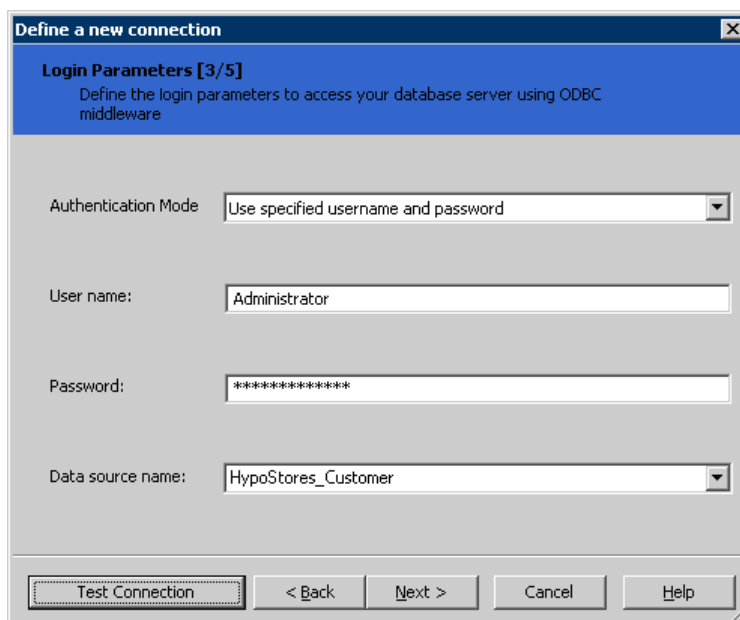 Define a new connection
Login Parameters [3/5]
Define the login parameters to access your database server using ODBC
middleware
Authentication Mode Use specified username and password
User name: Administrator
Password: *************
Data source name: HypoStores_Customer
Test Connection < Back Next > Cancel Help